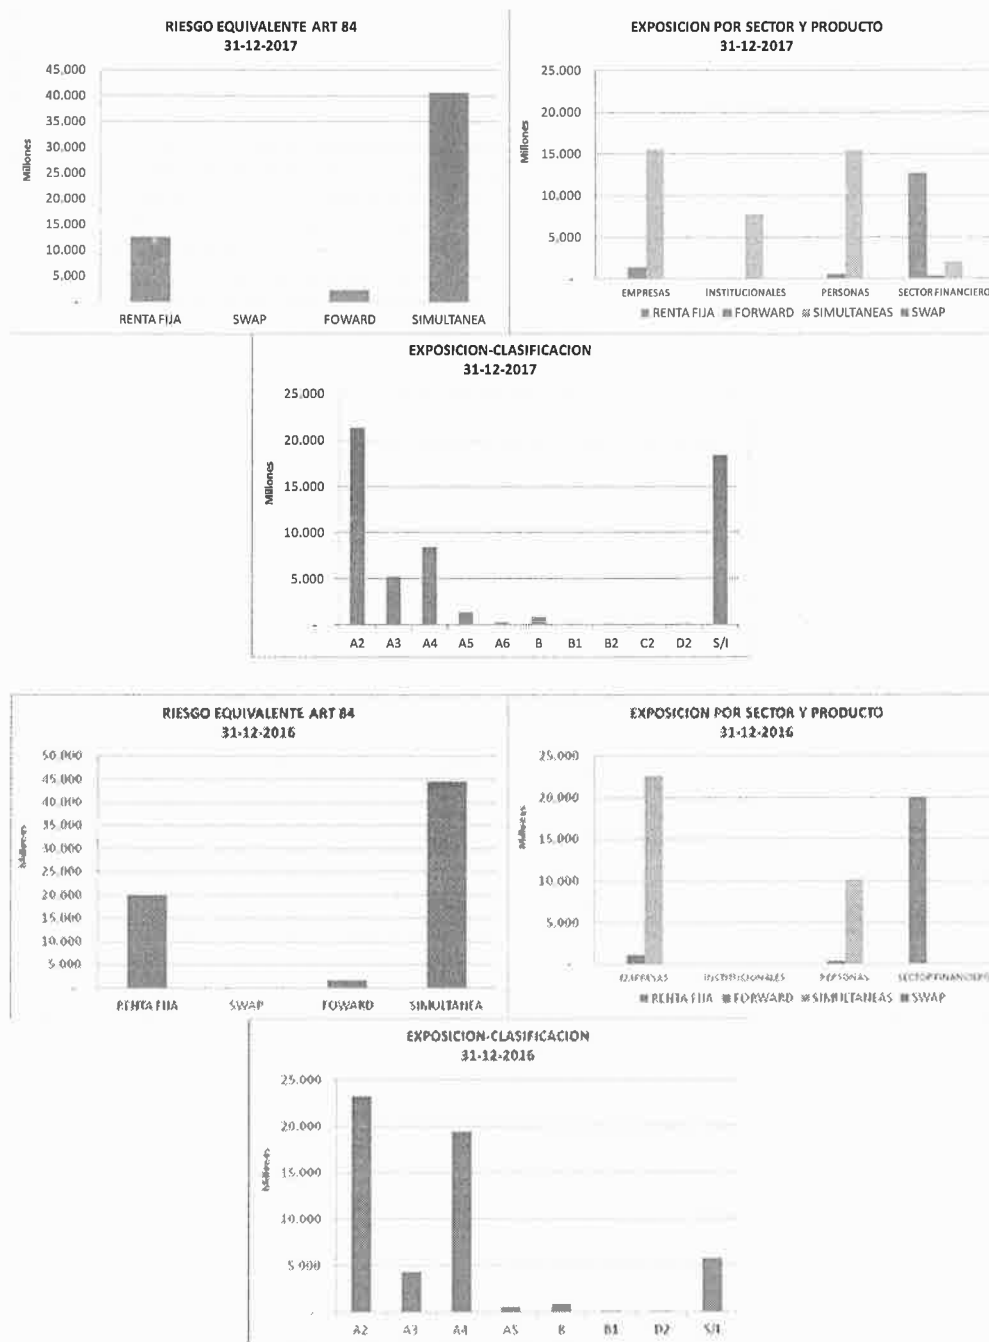 RIESGO EQUIVALENTE ART 84
31-12-2017
45.000
40.000
35.000
30.000
25.000
20.000
15.000
10.000
5.000
-
Millones
RENTA FIJA SWAP FOWARD SIMULTANEA
EXPOSICION POR SECTOR Y PRODUCTO
31-12-2017
25.000
20.000
15.000
10.000
5.000
-
Millones
EMPRESAS INSTITUCIONALES PERSONAS SECTOR FINANCIERO
RENTA FIJA FORWARD SIMULTANEAS SWAP
EXPOSICION-CLASIFICACION
31-12-2017
25.000
20.000
15.000
10.000
5.000
-
Millones
A2 A3 A4 A5 A6 B B1 B2 C2 D2 S/I
RIESGO EQUIVALENTE ART 84
31-12-2016
50.000
45.000
40.000
35.000
30.000
25.000
20.000
15.000
10.000
5.000
-
Millones
RENTA FIJA SWAP FOWARD SIMULTANEA
EXPOSICION POR SECTOR Y PRODUCTO
31-12-2016
25.000
20.000
15.000
10.000
5.000
-
Millones
EMPRESAS INSTITUCIONALES PERSONAS SECTOR FINANCIERO
RENTA FIJA FORWARD SIMULTANEAS SWAP
EXPOSICION-CLASIFICACION
31-12-2016
25.000
20.000
15.000
10.000
5.000
-
Millones
A2 A3 A4 A5 B B1 D2 S/I